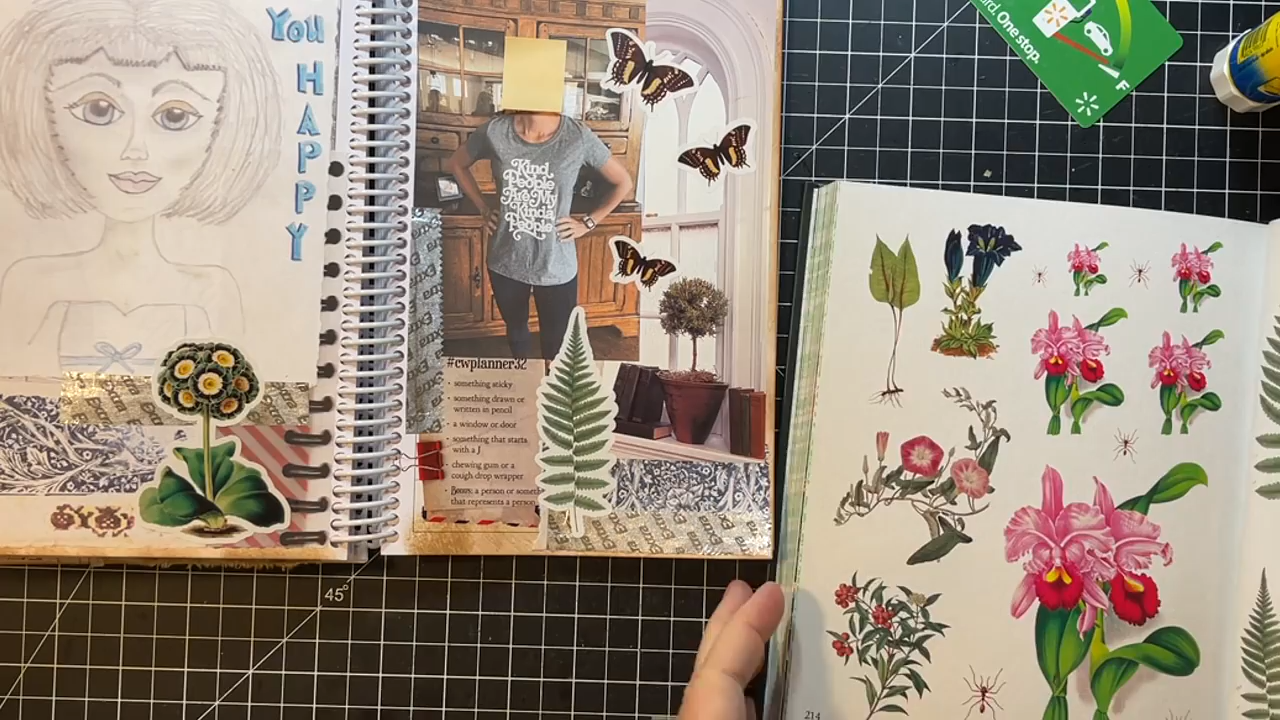 You
HAPPY
Kind
People
Are My
Kinda
People
#cwplanner32
• something sticky
• something drawn or
written in pencil
• a window or door
• something that starts
with a J
• chewing gum or a
cough drop wrapper
• Bonus: a person or
that represents a person
45°
One stop.
F
214